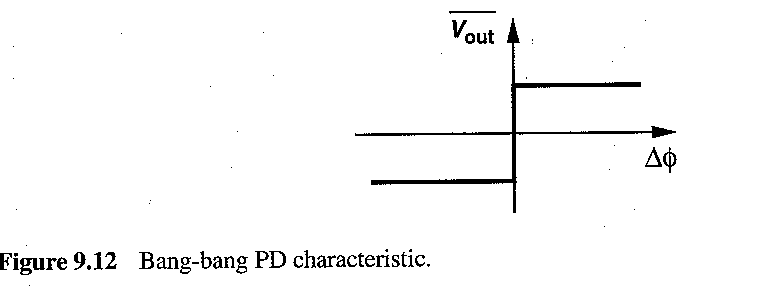 Vout
Δϕ
Figure 9.12 Bang-bang PD characteristic.